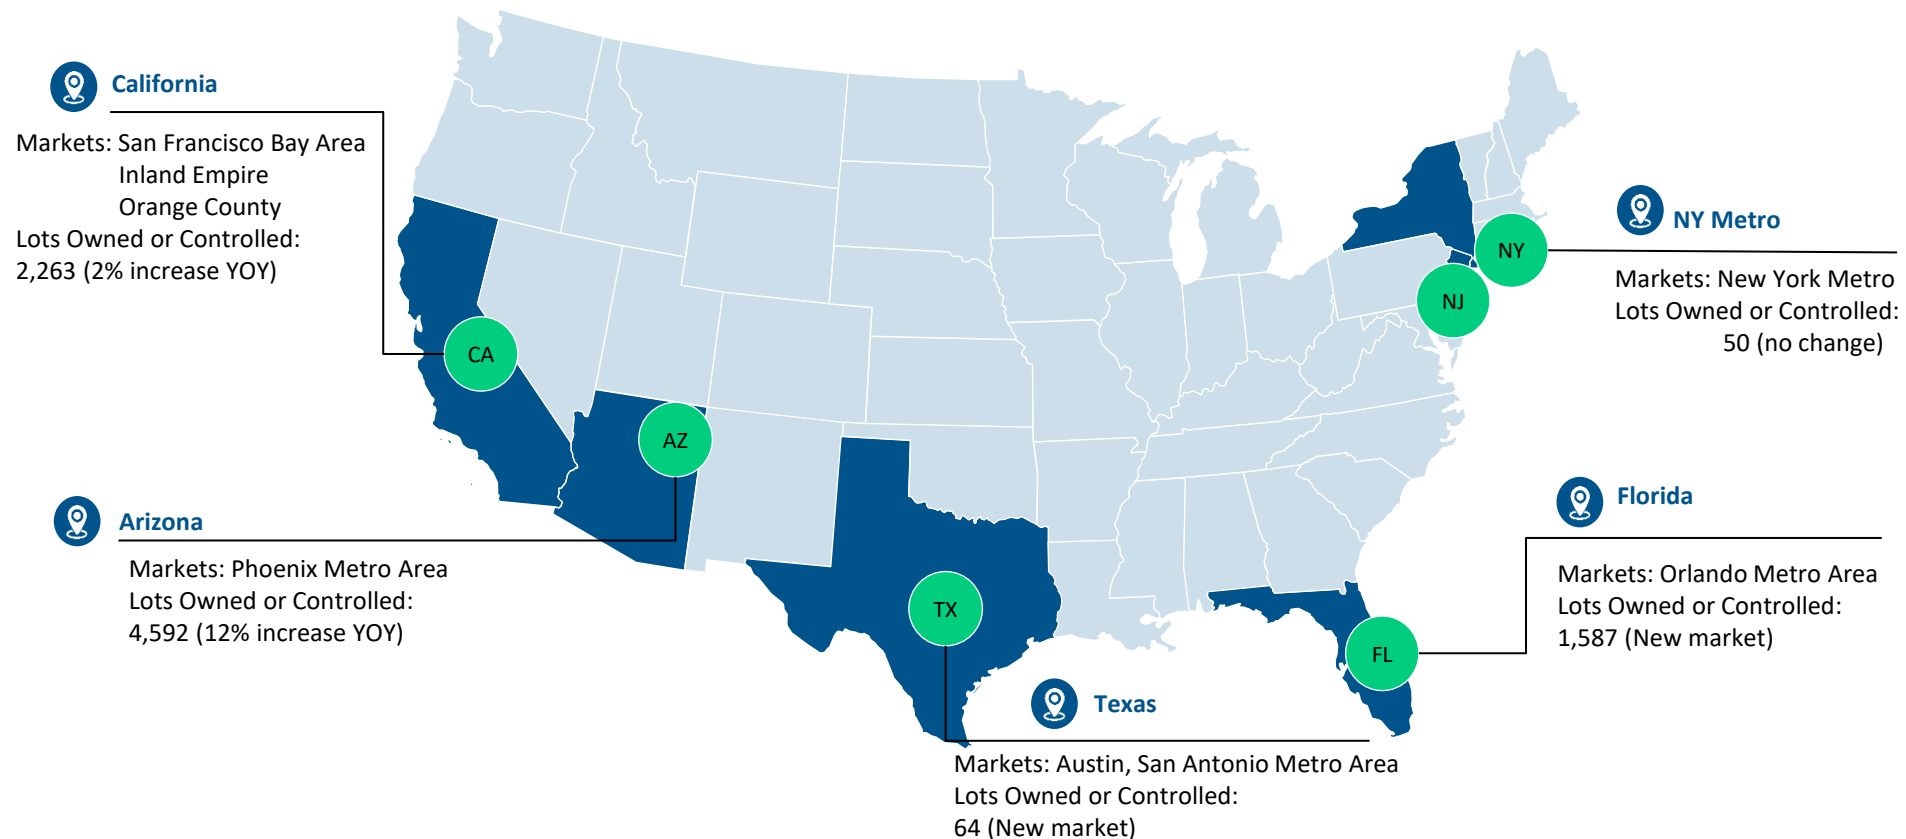 California
Markets: San Francisco Bay Area
Inland Empire
Orange County
Lots Owned or Controlled:
2,263 (2% increase YOY)
CA
Arizona
Markets: Phoenix Metro Area
Lots Owned or Controlled:
4,592 (12% increase YOY)
AZ
TX
Texas
Markets: Austin, San Antonio Metro Area
Lots Owned or Controlled:
64 (New market)
NY
NJ
NY Metro
Markets: New York Metro
Lots Owned or Controlled:
50 (no change)
FL
Florida
Markets: Orlando Metro Area
Lots Owned or Controlled:
1,587 (New market)